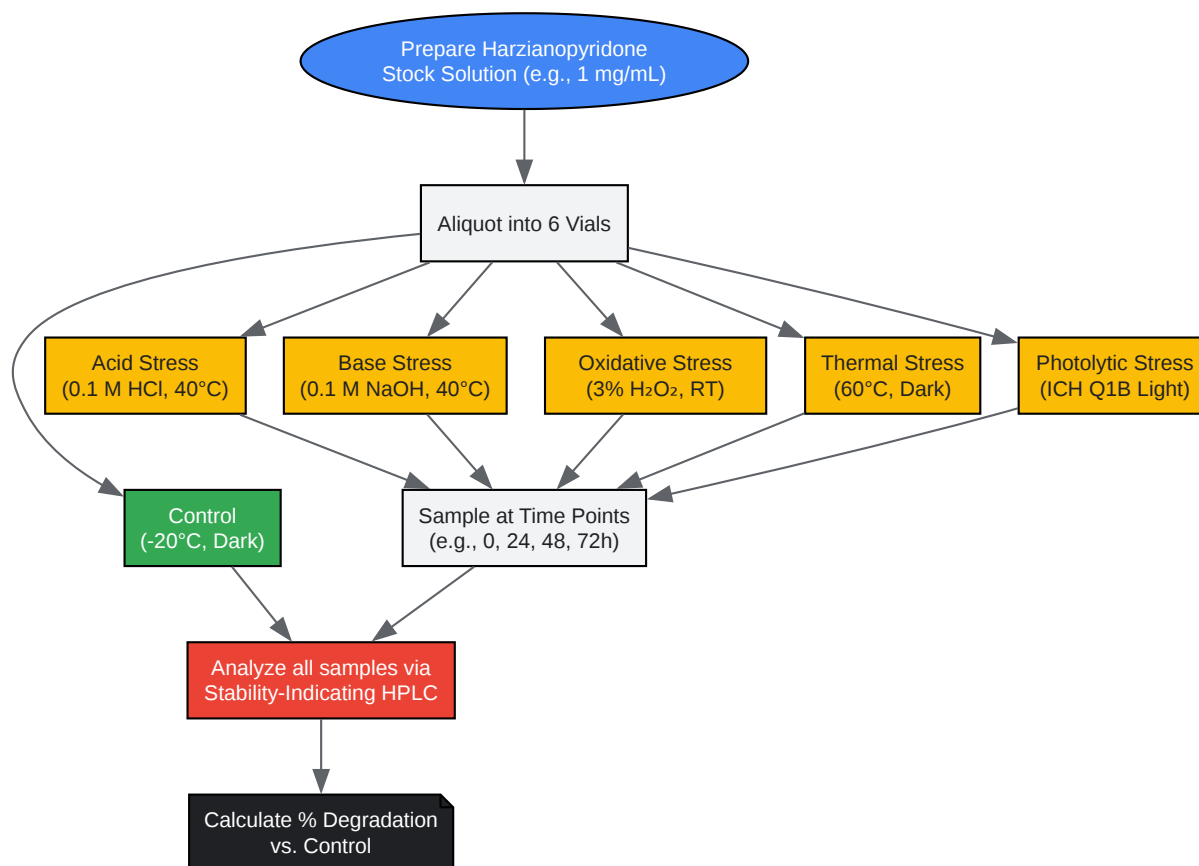 Prepare Harzianopyridone
Stock Solution (e.g., 1 mg/mL)
Aliquot into 6 Vials
Acid Stress
(0.1 M HCl, 40°C)
Base Stress
(0.1 M NaOH, 40°C)
Oxidative Stress
(3% H₂O₂, RT)
Thermal Stress
(60°C, Dark)
Photolytic Stress
(ICH Q1B Light)
Control
(-20°C, Dark)
Sample at Time Points
(e.g., 0, 24, 48, 72h)
Analyze all samples via
Stability-Indicating HPLC
Calculate % Degradation
vs. Control